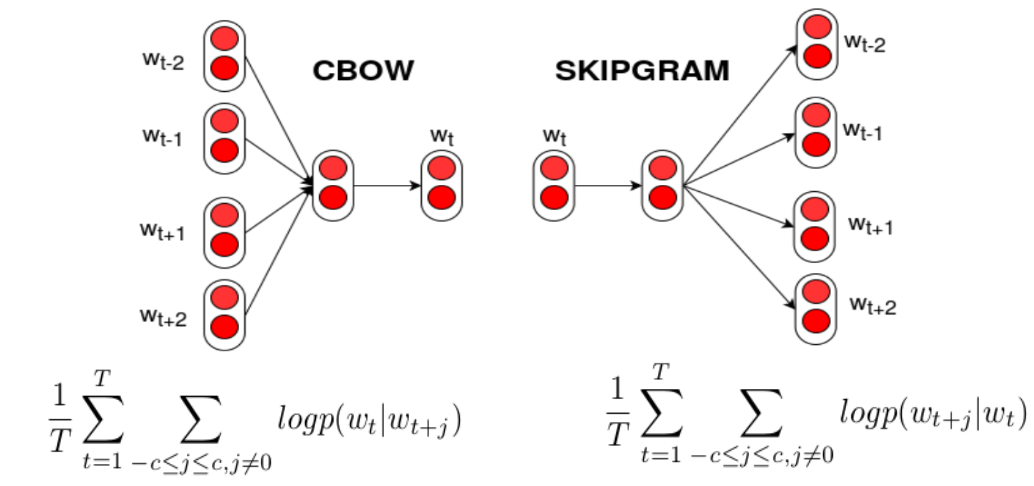 w_{t-2}
CBOW
w_{t-1}
w_t
w_{t+1}
w_{t+2}
\frac{1}{T} \sum_{t=1}^{T} \sum_{-c \leq j \leq c, j \neq 0} logp(w_t|w_{t+j})
SKIPGRAM
w_{t-2}
w_t
w_{t-1}
w_{t+1}
w_{t+2}
\frac{1}{T} \sum_{t=1}^{T} \sum_{-c \leq j \leq c, j \neq 0} logp(w_{t+j}|w_t)